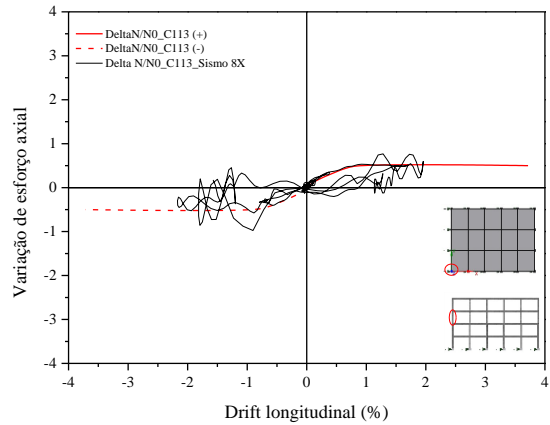 DeltaN/N0_C113 (+)
DeltaN/N0_C113 (-)
Delta N/N0_C113_Sismo 8X
4
3
2
1
0
-1
-2
-3
-4
Variação de esforço axial
-4 -3 -2 -1 0 1 2 3 4
Drift longitudinal (%)